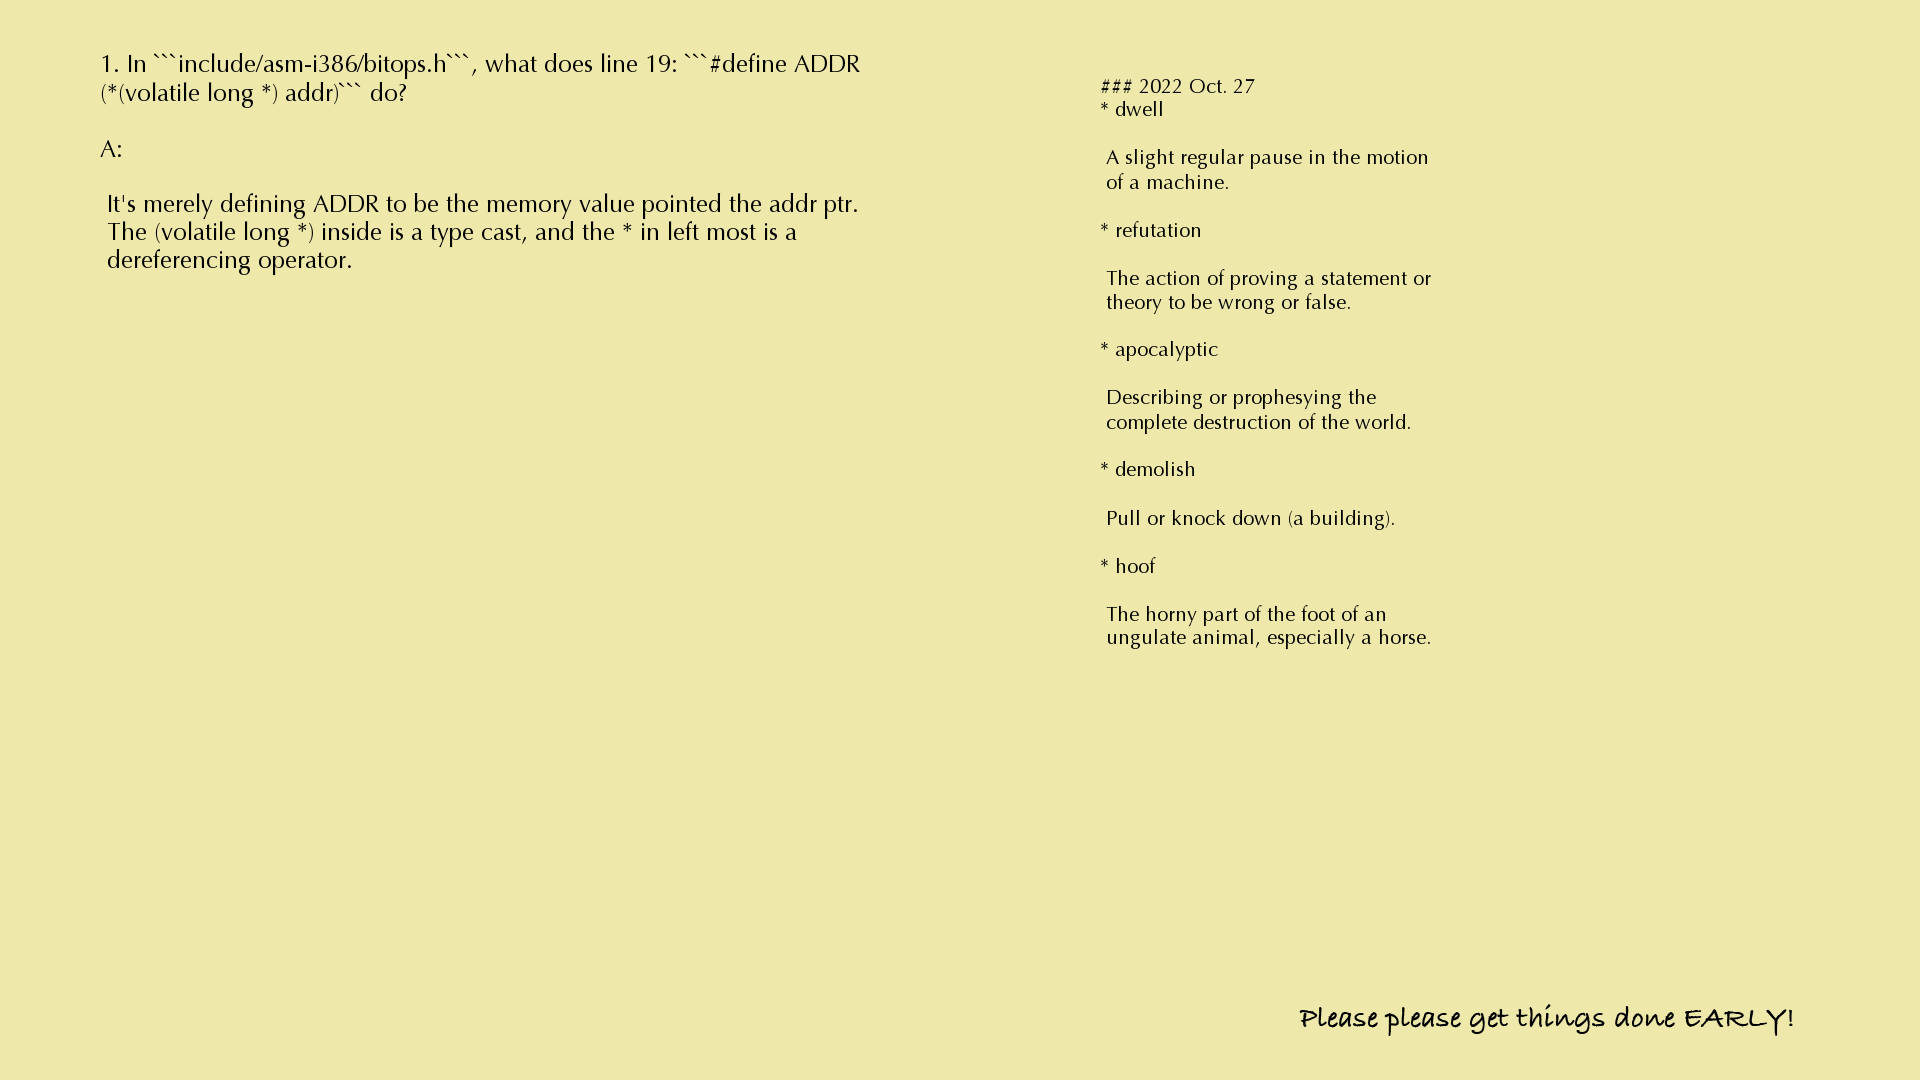 1. In ```include/asm-i386/bitops.h```, what does line 19: ```#define ADDR
(*(volatile long *) addr)``` do?
A:
It's merely defining ADDR to be the memory value pointed the addr ptr.
The (volatile long *) inside is a type cast, and the * in left most is a
dereferencing operator.
### 2022 Oct. 27
* dwell
A slight regular pause in the motion
of a machine.
* refutation
The action of proving a statement or
theory to be wrong or false.
* apocalyptic
Describing or prophesying the
complete destruction of the world.
* demolish
Pull or knock down (a building).
* hoof
The horny part of the foot of an
ungulate animal, especially a horse.
Please please get things done EARLY!